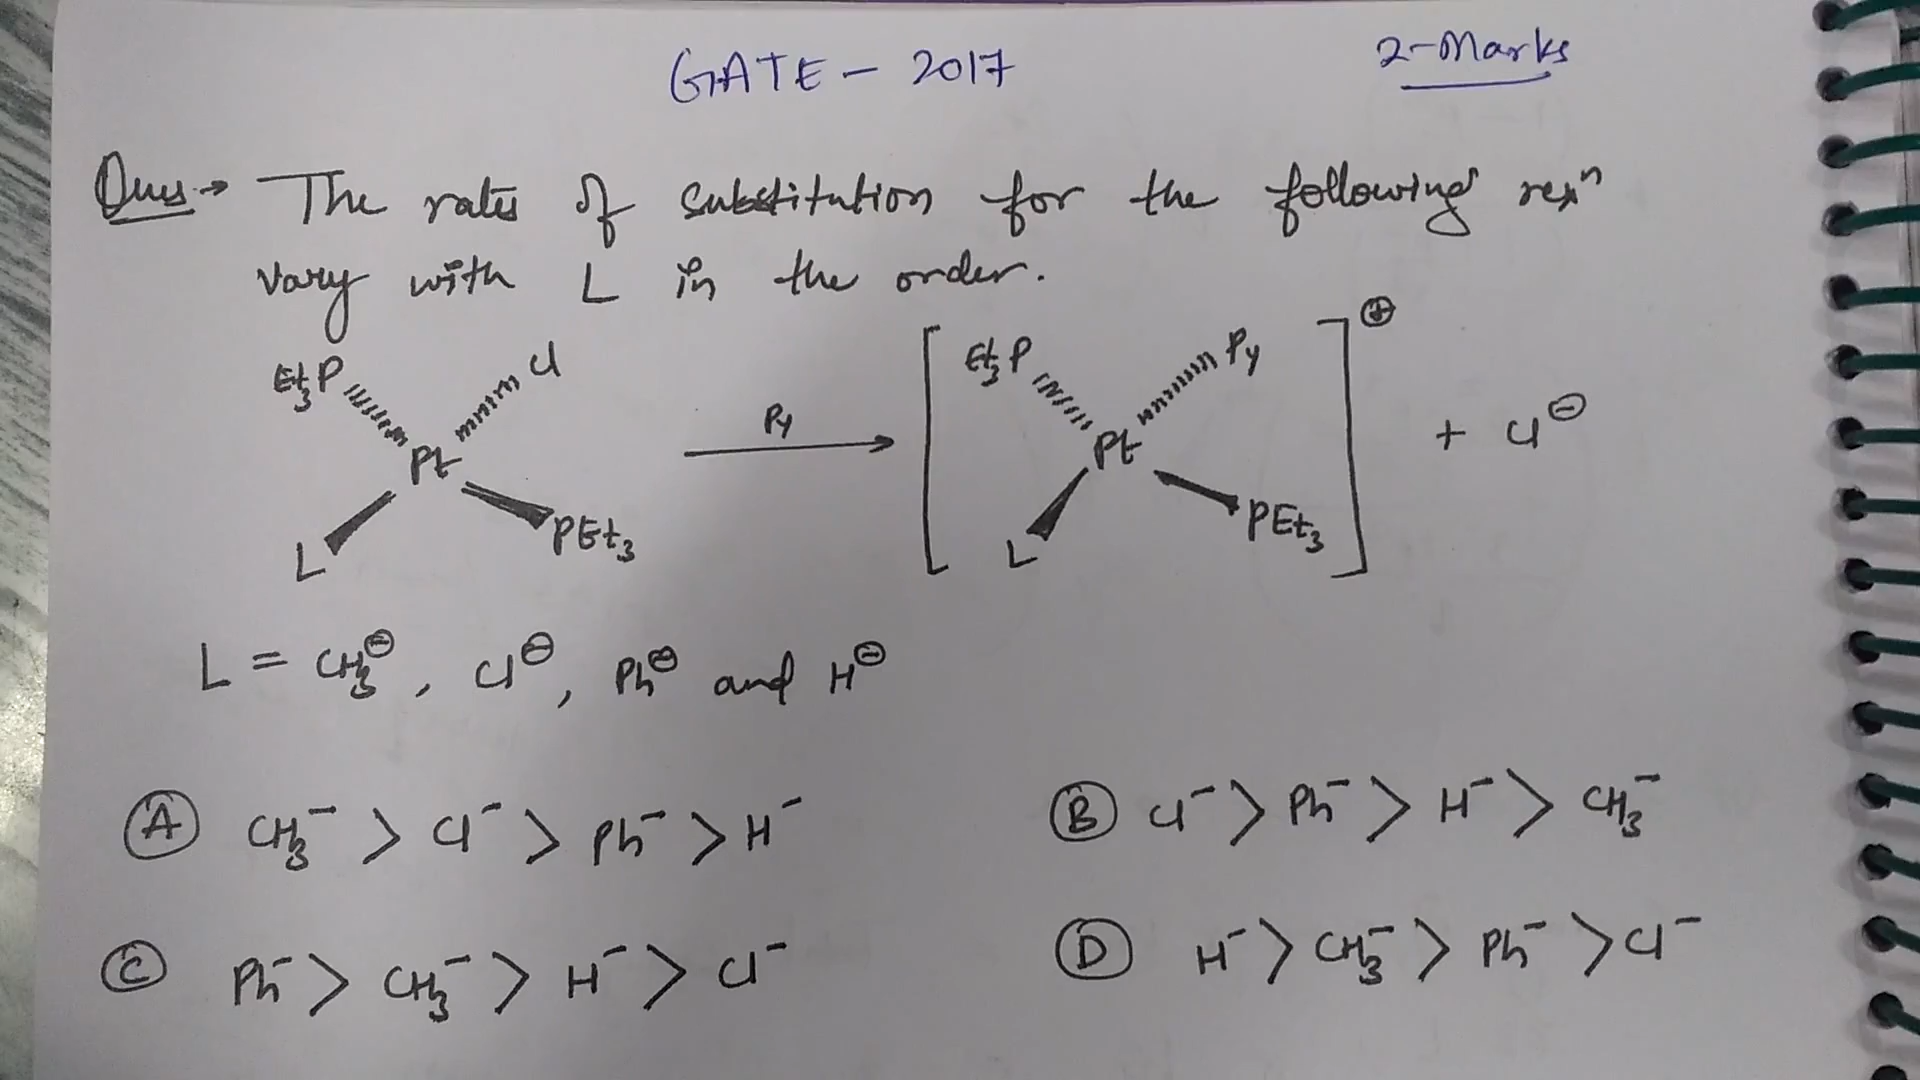 GATE - 2017
2-Marks
Ques→ The rates of substitution for the following rexⁿ
vary with L in the order.
Et₃P Cl
Pt
L PEt₃
Py
Et₃P Py
Pt
L PEt₃
⊕
+ Cl⊖
L = CH₃⊖, Cl⊖, Ph⊖ and H⊖
Ⓐ CH₃⁻ > Cl⁻ > Ph⁻ > H⁻
Ⓑ Cl⁻ > Ph⁻ > H⁻ > CH₃⁻
Ⓒ Ph⁻ > CH₃⁻ > H⁻ > Cl⁻
Ⓓ H⁻ > CH₃⁻ > Ph⁻ > Cl⁻